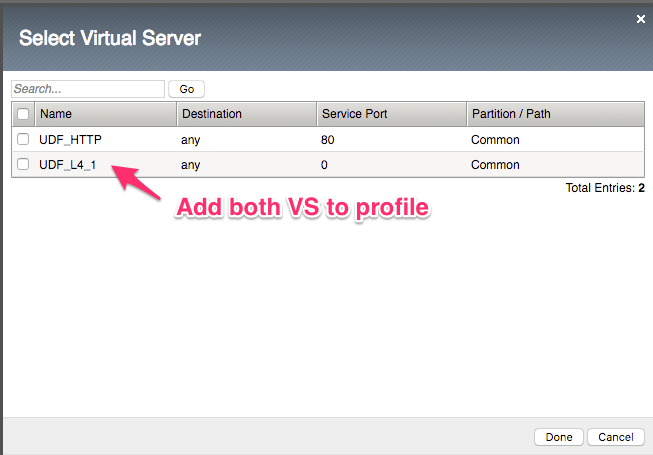 Select Virtual Server
Search... Go
Name Destination Service Port Partition / Path
UDF_HTTP any 80 Common
UDF_L4_1 any 0 Common
Total Entries: 2
Add both VS to profile
Done Cancel